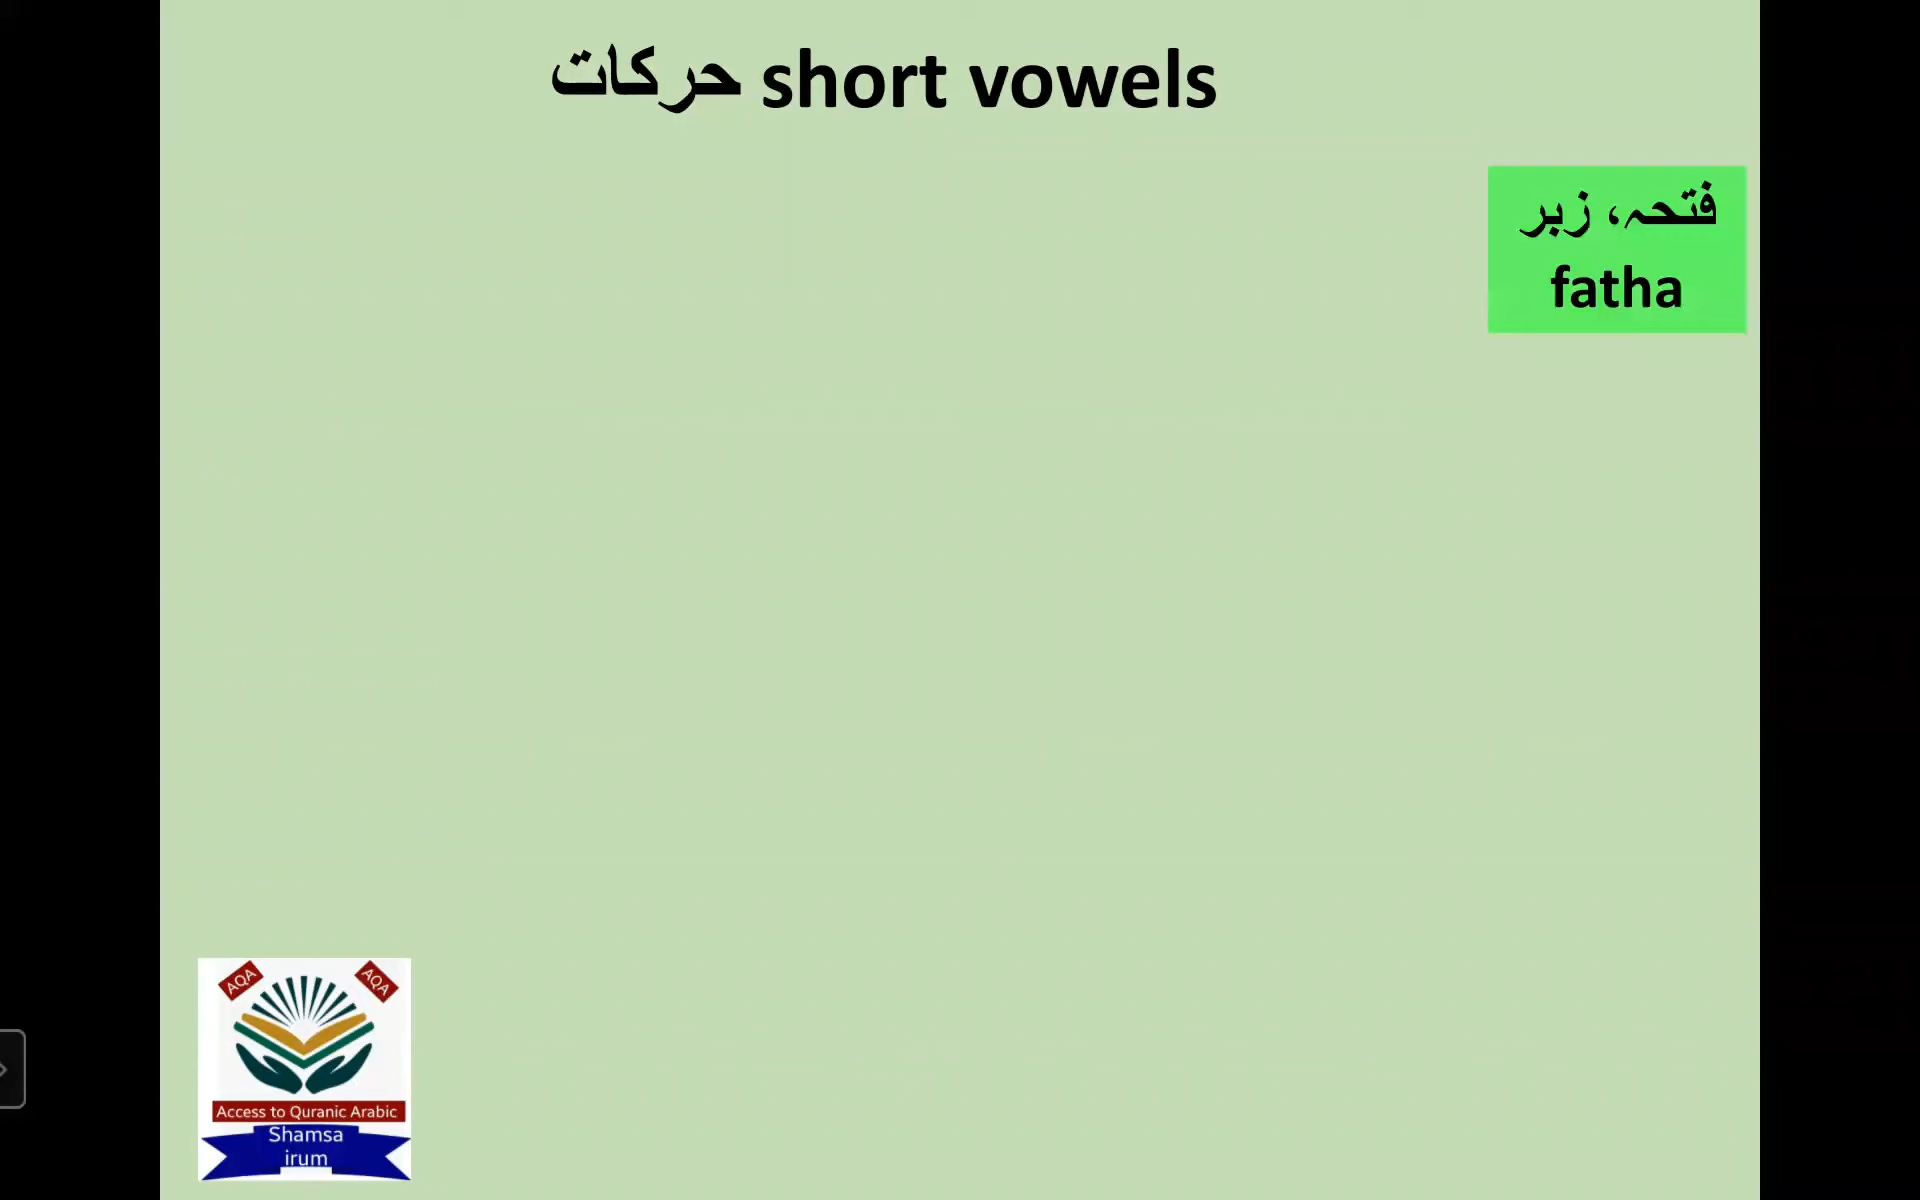 حرکات short vowels
فتحہ، زبر
fatha
AQA
AQA
Access to Quranic Arabic
Shamsa
irum